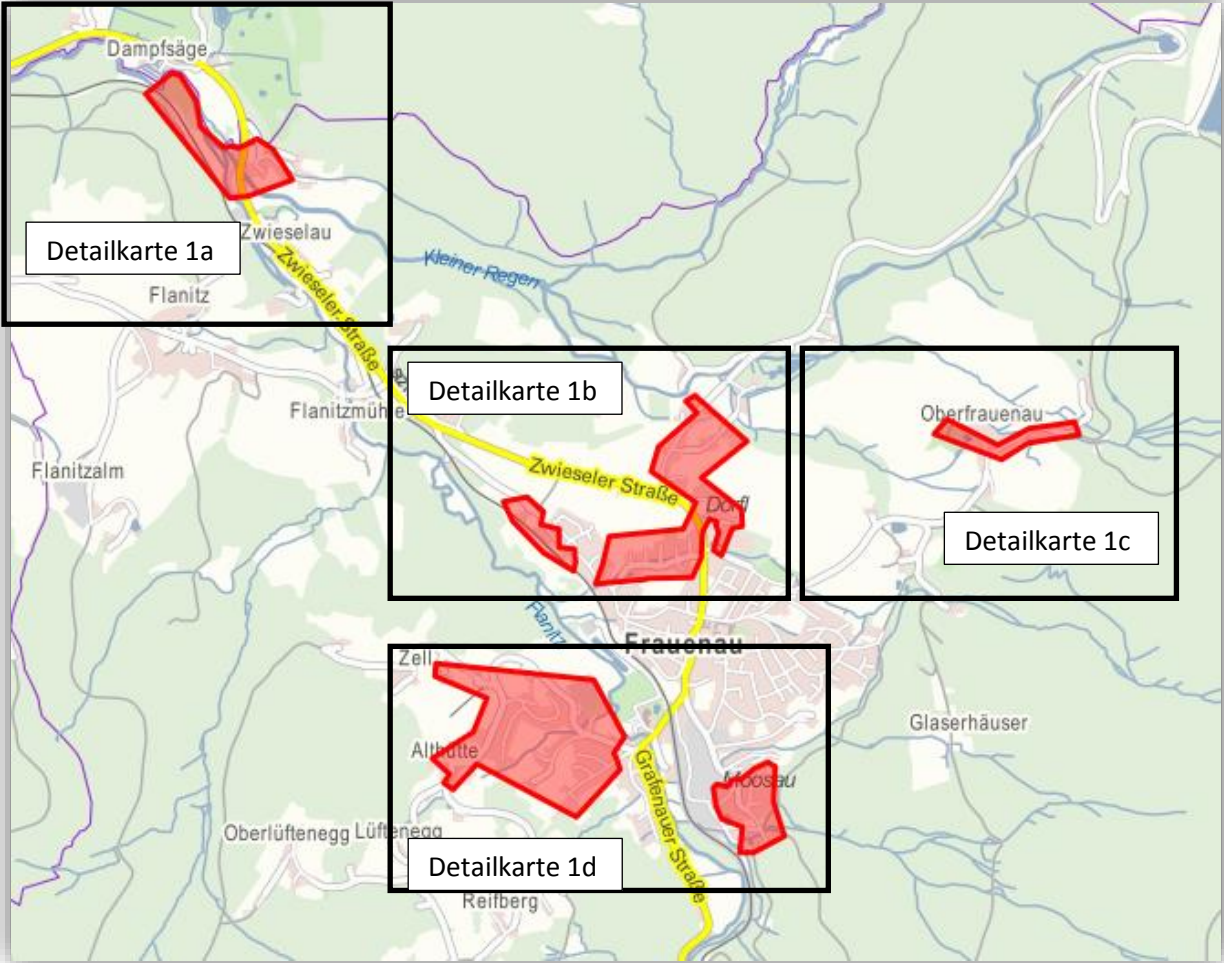 Dampfsäge
Zwieselau
Detailkarte 1a
Flanitz
Zwieseler Straße
Kleiner Regen
Detailkarte 1b
Flanitzmühle
Oberfrauenau
Flanitzalm
Zwieseler Straße
Dörfl
Detailkarte 1c
Flanitz
Frauenau
Zell
Glaserhäuser
Althütte
Moosau
Grafenauer Straße
Oberlüftenegg Lüftenegg
Detailkarte 1d
Reifberg